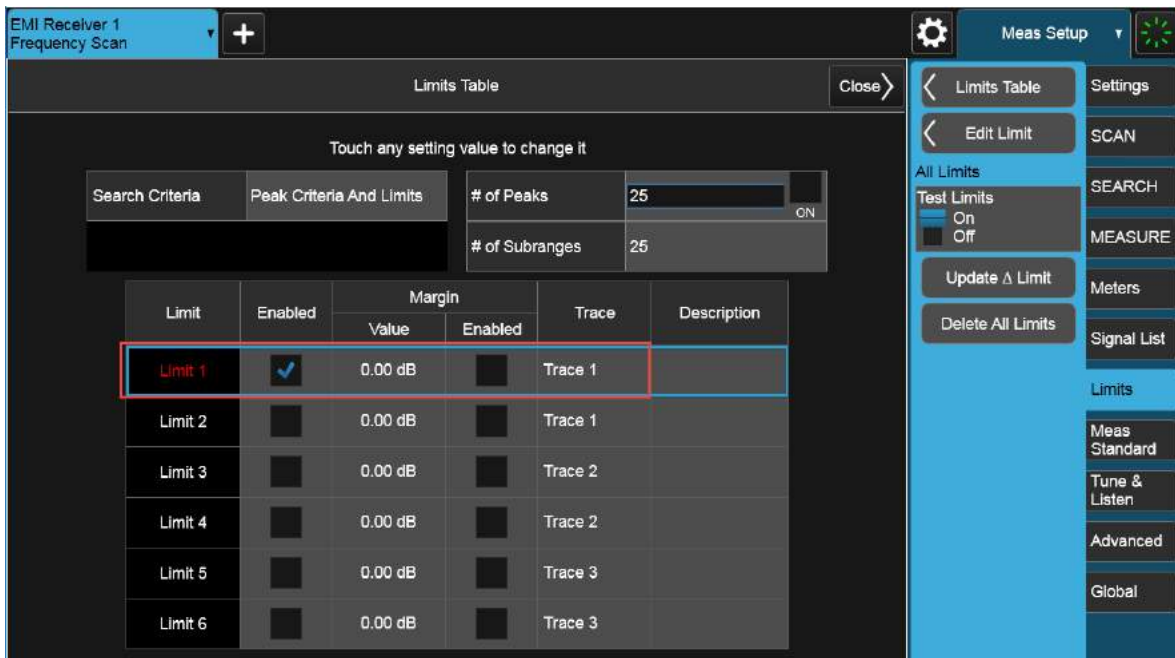 EMI Receiver 1
Frequency Scan
+
Meas Setup
Limits Table
Close
Touch any setting value to change it
Search Criteria Peak Criteria And Limits # of Peaks 25 ON
# of Subranges 25
Limit Enabled Margin Trace Description
Value Enabled
Limit 1 0.00 dB Trace 1
Limit 2 0.00 dB Trace 1
Limit 3 0.00 dB Trace 2
Limit 4 0.00 dB Trace 2
Limit 5 0.00 dB Trace 3
Limit 6 0.00 dB Trace 3
Limits Table
Edit Limit
All Limits
Test Limits
On
Off
Update Δ Limit
Delete All Limits
Settings
SCAN
SEARCH
MEASURE
Meters
Signal List
Limits
Meas
Standard
Tune &
Listen
Advanced
Global